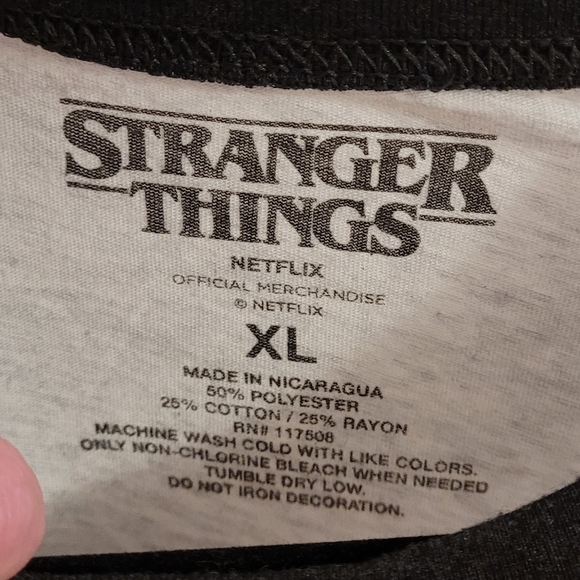 STRANGER
THINGS
NETFLIX
OFFICIAL MERCHANDISE
© NETFLIX
XL
MADE IN NICARAGUA
50% POLYESTER
25% COTTON / 25% RAYON
RN# 117508
MACHINE WASH COLD WITH LIKE COLORS.
ONLY NON-CHLORINE BLEACH WHEN NEEDED
TUMBLE DRY LOW.
DO NOT IRON DECORATION.